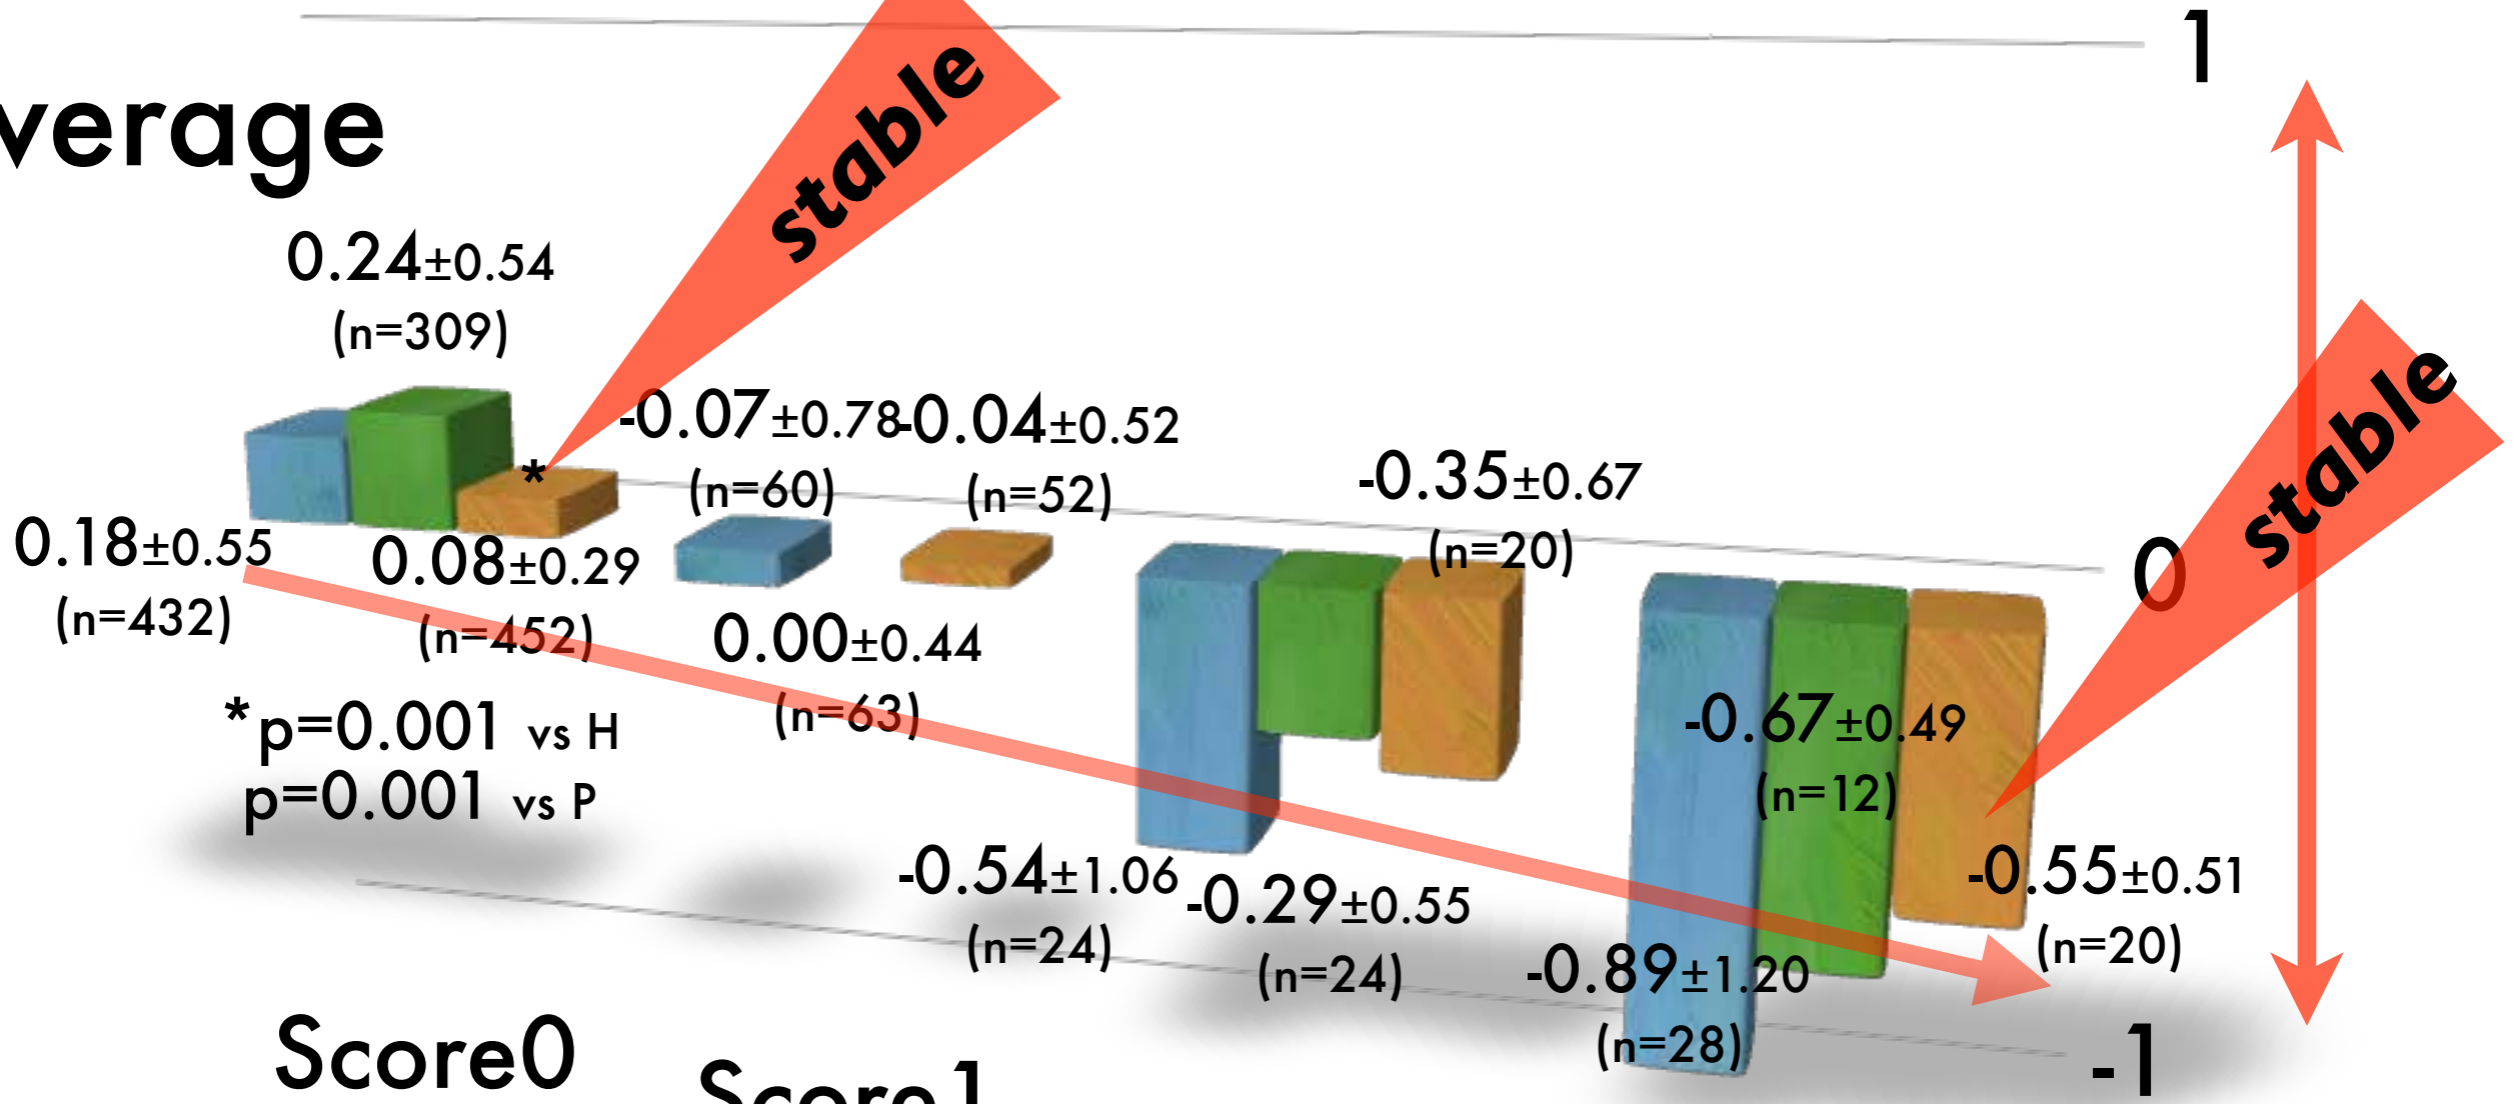 1
stable
verage
0.24±0.54
(n=309)
-0.07±0.78
(n=60)
-0.04±0.52
(n=52)
-0.35±0.67
(n=20)
stable
*
0
0.18±0.55
(n=432)
0.08±0.29
(n=452)
0.00±0.44
(n=63)
*p=0.001 vs H
p=0.001 vs P
-0.67±0.49
(n=12)
-0.54±1.06
(n=24)
-0.29±0.55
(n=24)
-0.89±1.20
(n=28)
-0.55±0.51
(n=20)
-1
Score0
Score1